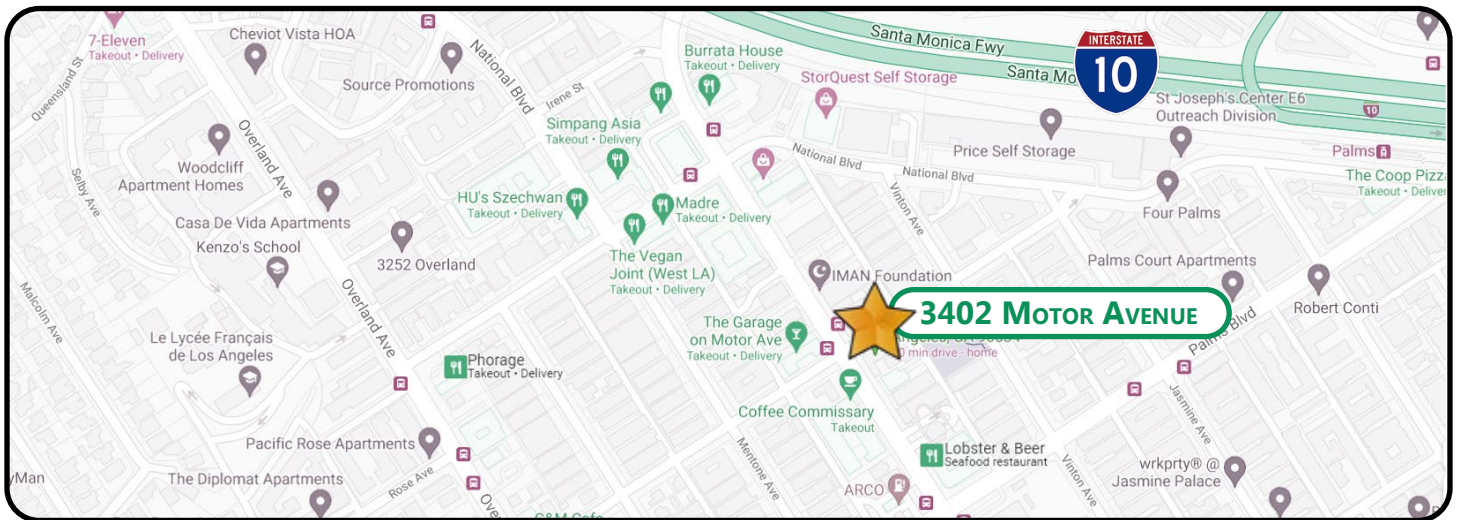 7-Eleven
Takeout • Delivery
Cheviot Vista HOA
Source Promotions
Queensland St
National Blvd
Irene St
Burrata House
Takeout • Delivery
Santa Monica Fwy
Santa Mo
INTERSTATE
10
StorQuest Self Storage
St Joseph's Center E6
Outreach Division
10
Simpang Asia
Takeout • Delivery
Overland Ave
Woodcliff
Apartment Homes
Selby Ave
National Blvd
National Blvd
Price Self Storage
Palms
The Coop Pizz
Takeout • Delive
HU's Szechwan
Takeout • Delivery
Madre
Takeout • Delivery
Vinton Ave
Four Palms
Casa De Vida Apartments
Kenzo's School
3252 Overland
The Vegan
Joint (West LA)
Takeout • Delivery
IMAN Foundation
Palms Court Apartments
Robert Conti
Malcolm Ave
Overland Ave
3402 Motor Avenue
The Garage
on Motor Ave
Takeout • Delivery
min drive - home
Palms Blvd
Le Lycée Français
de Los Angeles
Phorage
Takeout • Delivery
Coffee Commissary
Takeout
Jasmine Ave
Pacific Rose Apartments
Mentone Ave
Lobster & Beer
Seafood restaurant
Vinton Ave
wrkprty® @
Jasmine Palace
yMan
The Diplomat Apartments
Rose Ave
Ove
ARCO